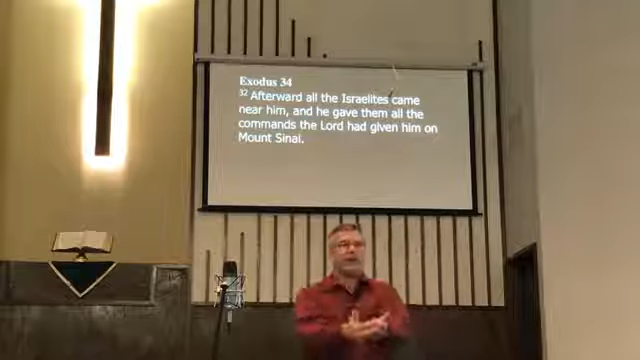 Exodus 34
32 Afterward all the Israelites came
near him, and he gave them all the
commands the Lord had given him on
Mount Sinai.